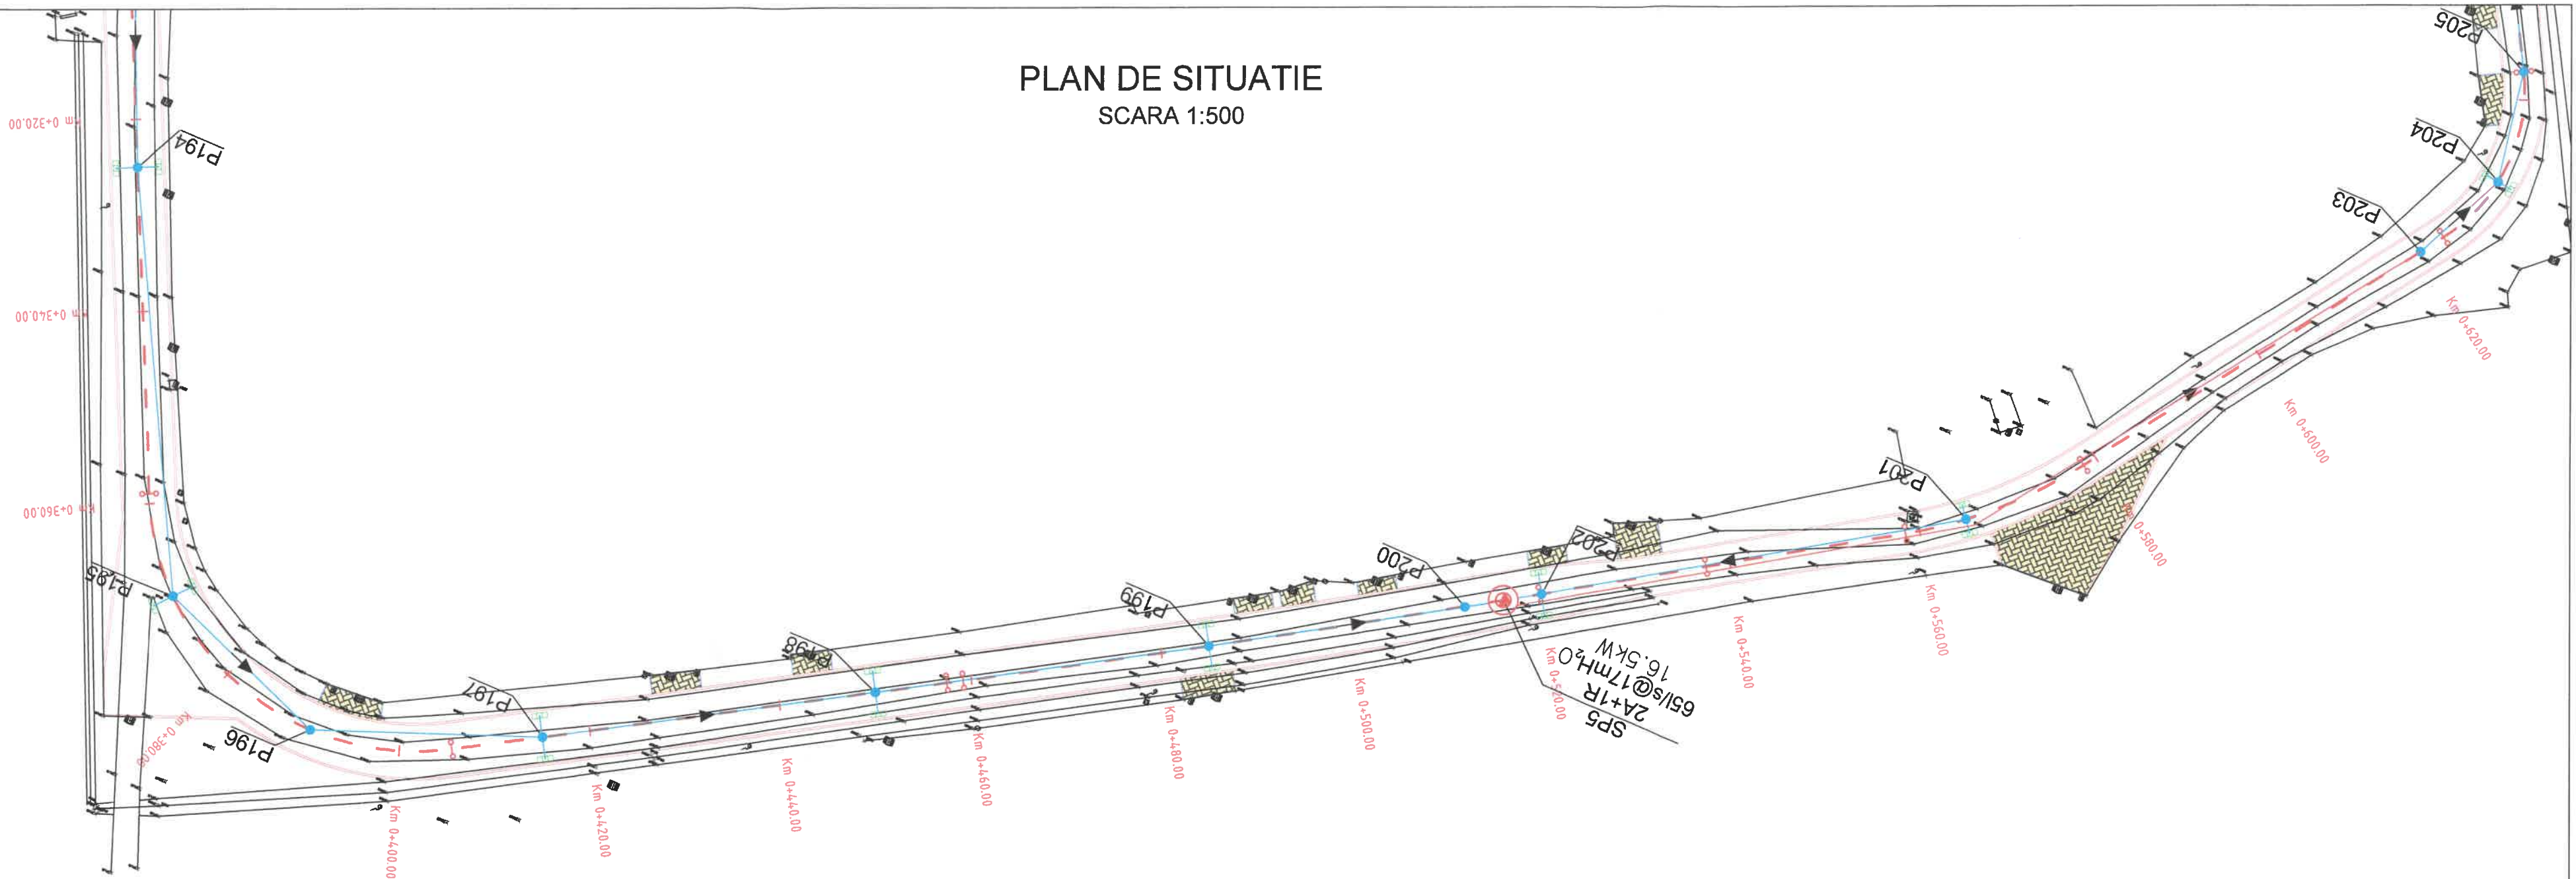 PLAN DE SITUATIE
SCARA 1:500
P205
P204
P203
P194
P195
P196
P197
P198
P199
P200
P202
P201
SP5
2A+1R
65l/s@17mH₂O
16.5kW
Km 0+320.00
Km 0+340.00
Km 0+360.00
Km 0+380.00
Km 0+400.00
Km 0+420.00
Km 0+440.00
Km 0+460.00
Km 0+480.00
Km 0+500.00
Km 0+520.00
Km 0+540.00
Km 0+560.00
Km 0+580.00
Km 0+600.00
Km 0+620.00